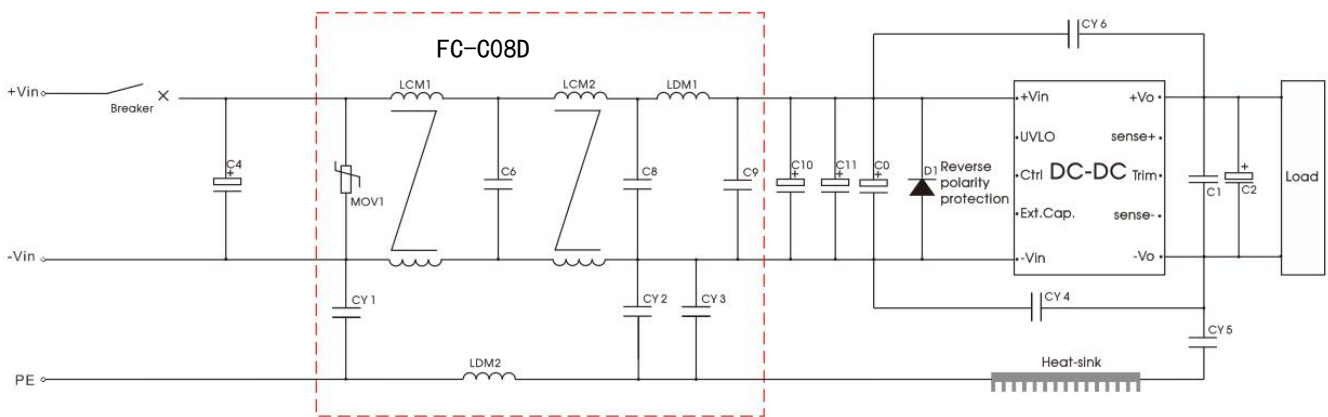 CY6
FC-C08D
LCM1
LCM2
LDM1
+Vin
Breaker
+Vin
+Vo
UVLO
sense+
C4
+
MOV1
C6
C8
C9
C10
+
C11
+
C0
+
D1
Reverse
polarity
protection
Ctrl
DC-DC
Trim
Ext.Cap.
sense-
C1
+
C2
Load
-Vin
-Vin
-Vo
CY1
CY2
CY3
CY4
CY5
LDM2
Heat-sink
PE